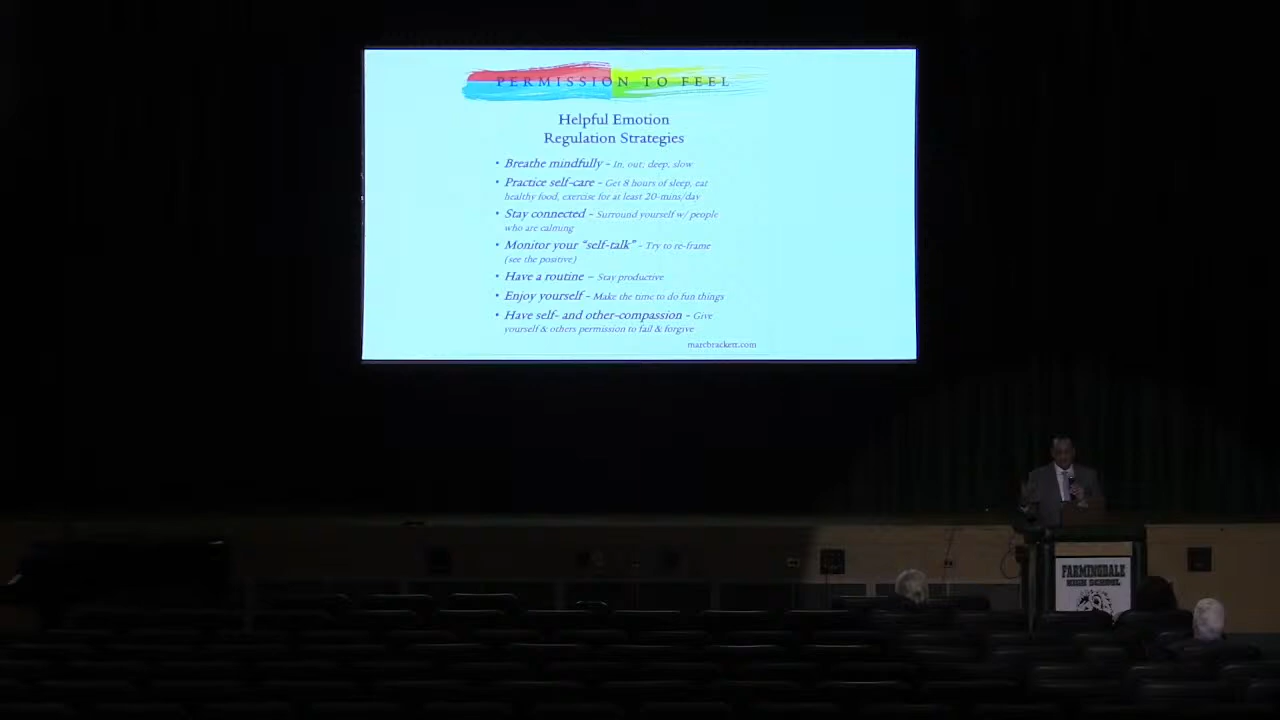 PERMISSION TO FEEL
Helpful Emotion
Regulation Strategies
• Breathe mindfully - In, out; deep, slow
• Practice self-care - Get 8 hours of sleep, eat
healthy food, exercise for at least 20-mins/day
• Stay connected - Surround yourself w/ people
who are calming
• Monitor your “self-talk” - Try to re-frame
(see the positive)
• Have a routine – Stay productive
• Enjoy yourself - Make the time to do fun things
• Have self- and other-compassion - Give
yourself & others permission to fail & forgive
marcbrackett.com
FARMINGDALE
HIGH SCHOOL